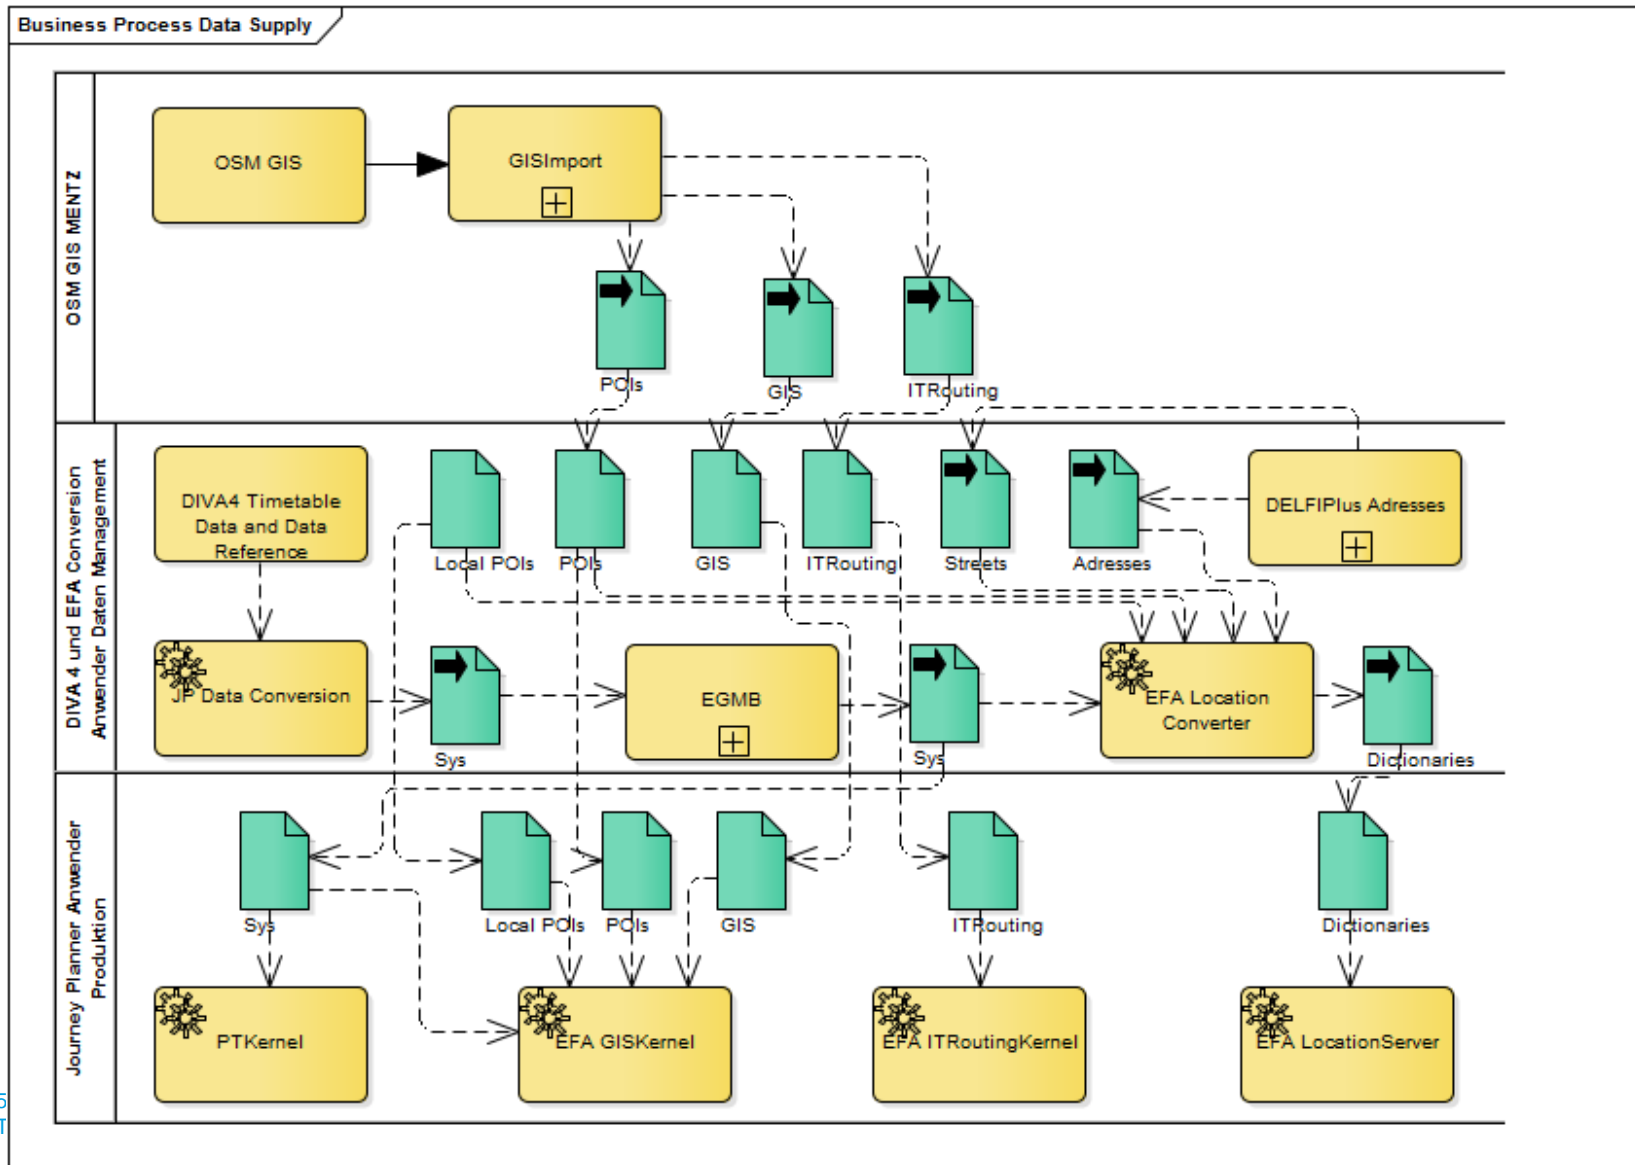 Business Process Data Supply
OSM GIS MENTZ
OSM GIS
GISImport
POIs
GIS
ITRouting
DIVA 4 und EFA Conversion
Anwender Daten Management
DIVA4 Timetable
Data and Data
Reference
Local POIs
POIs
GIS
ITRouting
Streets
Adresses
DELFIPlus Adresses
JP Data Conversion
Sys
EGMB
Sys
EFA Location
Converter
Dictionaries
Journey Planner Anwender
Produktion
Sys
Local POIs
POIs
GIS
ITRouting
Dictionaries
PTKernel
EFA GISKernel
EFA ITRoutingKernel
EFA LocationServer